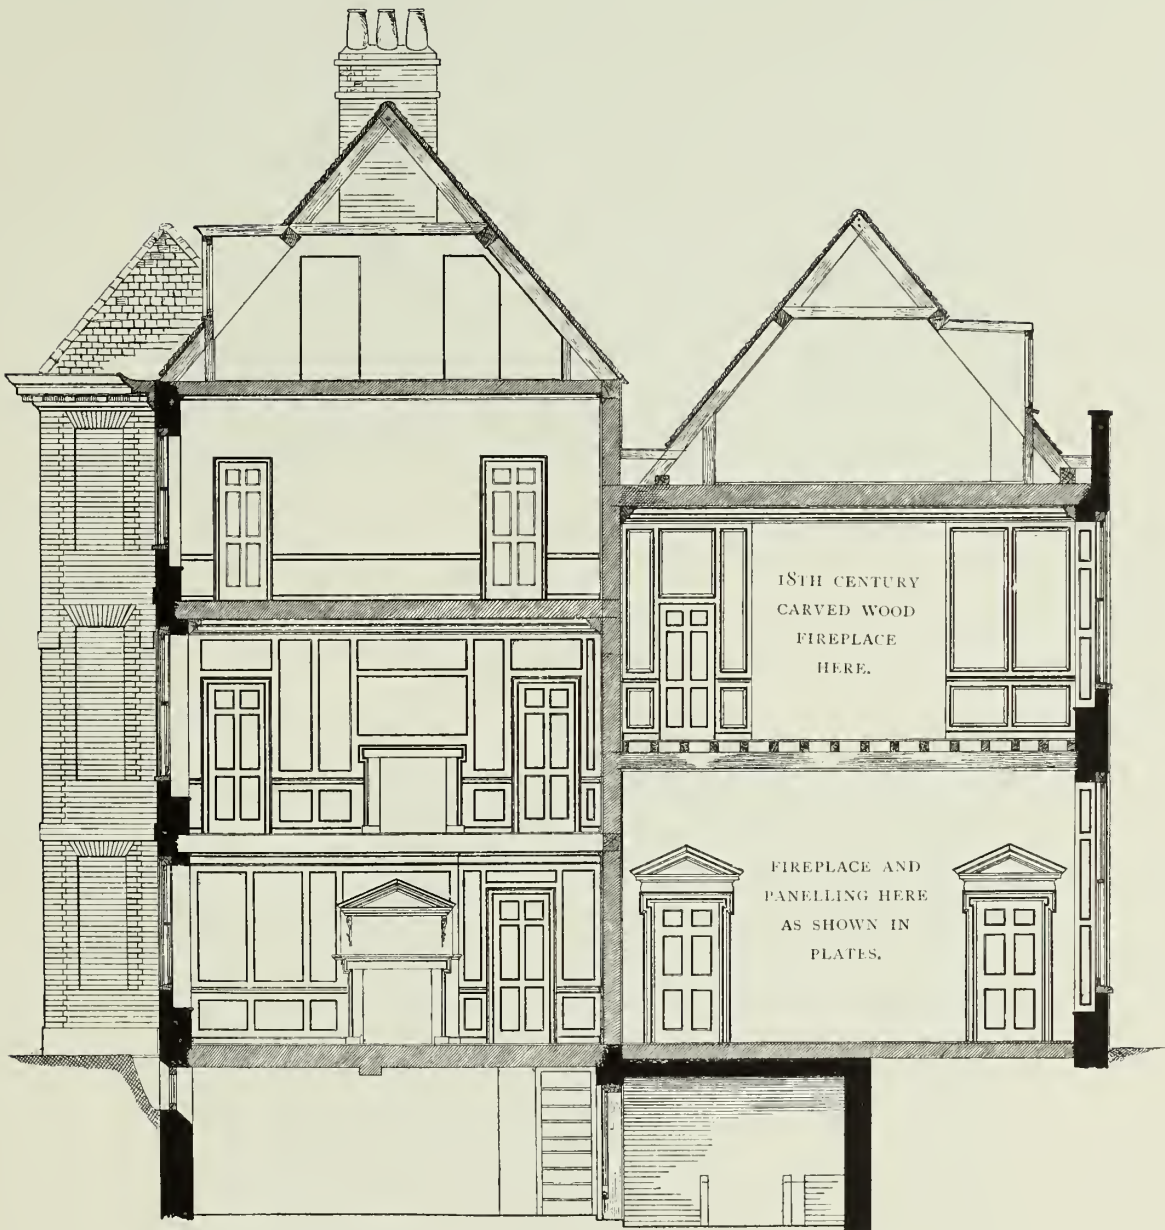 18TH CENTURY
CARVED WOOD
FIREPLACE
HERE.
FIREPLACE AND
PANELLING HERE
AS SHOWN IN
PLATES.